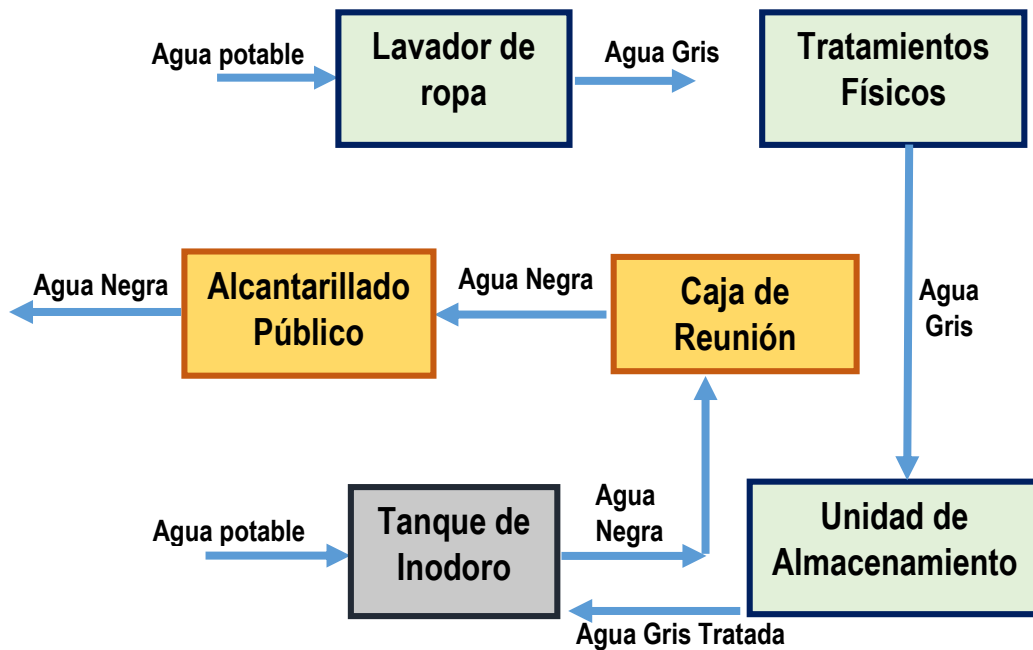 Agua potable
Lavador de
ropa
Agua Gris
Tratamientos
Físicos
Agua
Gris
Agua Negra
Alcantarillado
Público
Agua Negra
Caja de
Reunión
Agua potable
Tanque de
Inodoro
Agua
Negra
Unidad de
Almacenamiento
Agua Gris Tratada